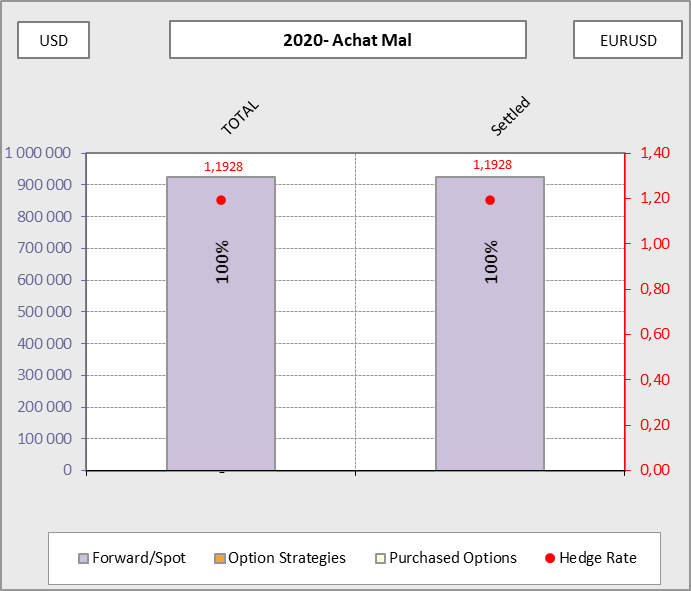 USD
2020- Achat Mal
EURUSD
TOTAL
Settled
1 000 000
900 000
800 000
700 000
600 000
500 000
400 000
300 000
200 000
100 000
0
1,1928
1,1928
100%
100%
-
1,40
1,20
1,00
0,80
0,60
0,40
0,20
0,00
Forward/Spot
Option Strategies
Purchased Options
Hedge Rate